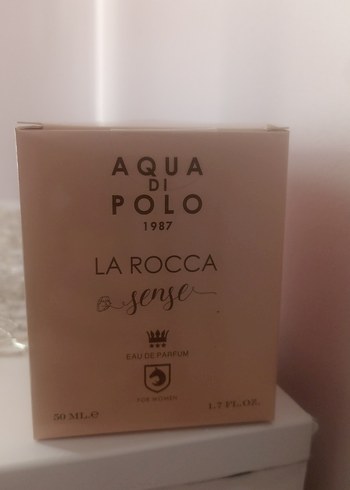 AQUA
DI
POLO
1987
LA ROCCA
sense
EAU DE PARFUM
FOR WOMEN
50 ML.℮
1.7 FL.OZ.